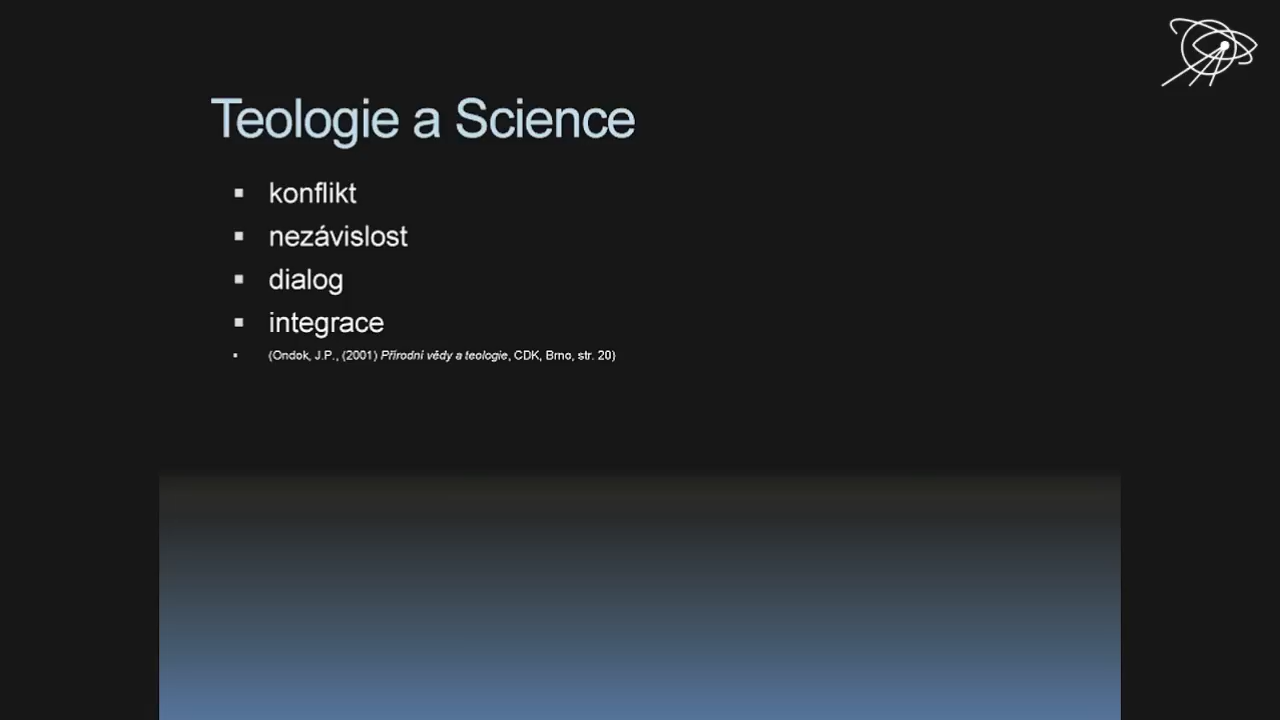 Teologie a Science
konflikt
nezávislost
dialog
integrace
(Ondok, J.P., (2001) Přírodní vědy a teologie, CDK, Brno, str. 20)